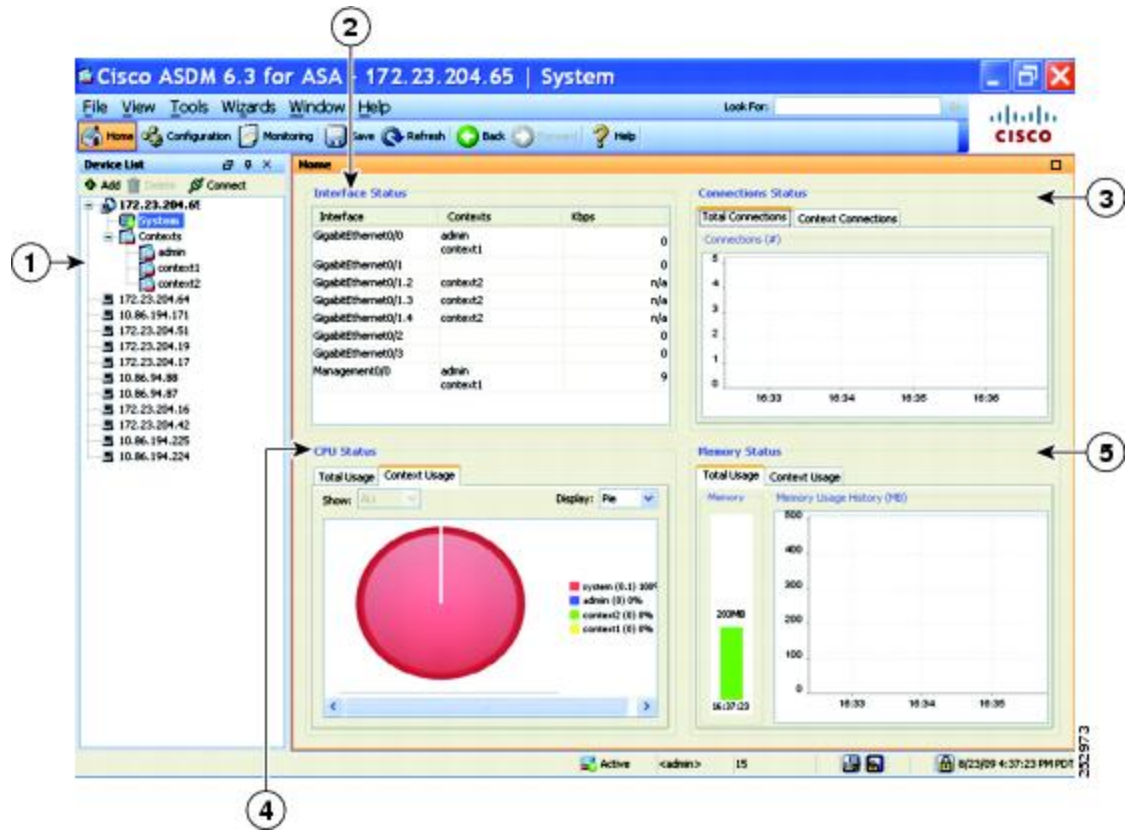 2
Cisco ASDM 6.3 for ASA - 172.23.204.65 | System
File View Tools Wizards Window Help
Look For:
Home Configuration Monitoring Save Refresh Back Forward Help
CISCO
Device List
Home
Add Delete Connect
172.23.204.65
System
Contexts
admin
context1
context2
172.23.204.64
10.86.194.171
172.23.204.51
172.23.204.19
172.23.204.17
10.86.94.88
10.86.94.87
172.23.204.16
172.23.204.42
10.86.194.225
10.86.194.224
1
Interface Status
Interface Contexts Kbps
GigabitEthernet0/0 admin 0
context1
GigabitEthernet0/1 0
GigabitEthernet0/1.2 context2 n/a
GigabitEthernet0/1.3 context2 n/a
GigabitEthernet0/1.4 context2 n/a
GigabitEthernet0/2 0
GigabitEthernet0/3 0
Management0/0 admin 9
context1
Connections Status
3
Total Connections Context Connections
Connections (#)
5
4
3
2
1
0
16:33 16:34 16:35 16:36
CPU Status
4
Total Usage Context Usage
Show: ALL Display: Pie
system (0.1) 100%
admin (0) 0%
context2 (0) 0%
context1 (0) 0%
Memory Status
5
Total Usage Context Usage
Memory Memory Usage History (MB)
500
400
300
200
100
0
203MB
16:37:23
16:33 16:34 16:35
Active <admin> 15 8/23/09 4:37:23 PM PDT
252973